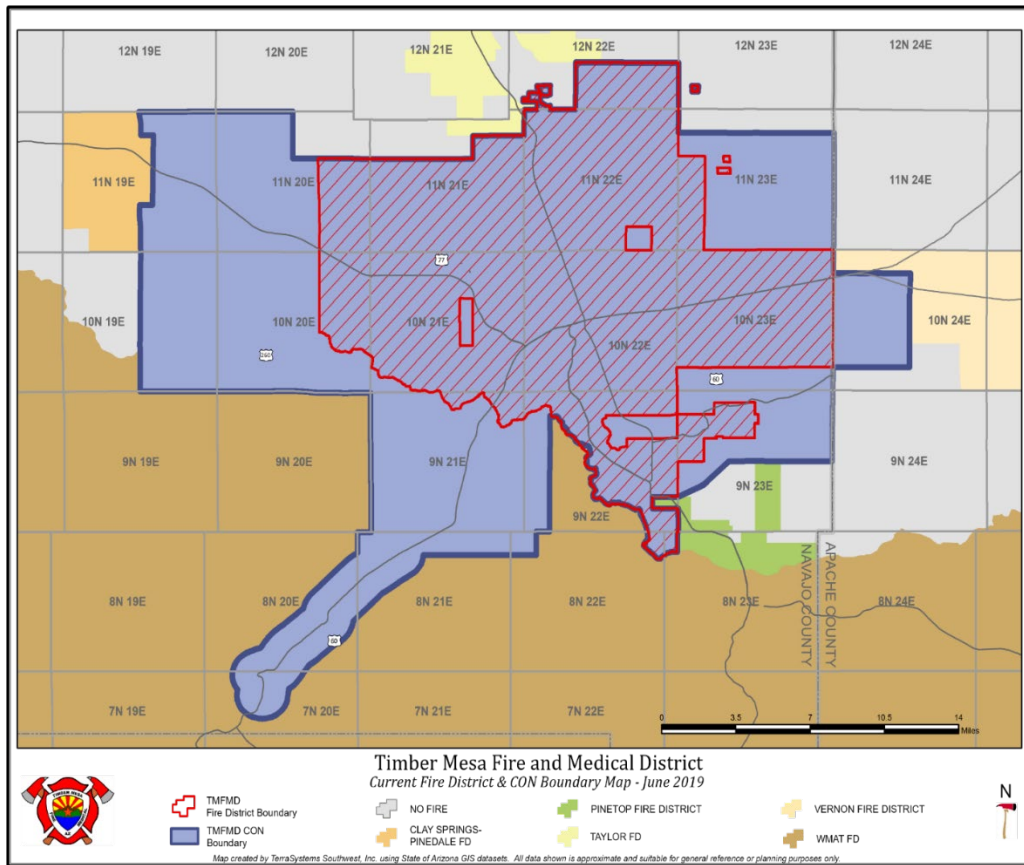 12N 19E
12N 20E
12N 21E
12N 22E
12N 23E
12N 24E
11N 19E
11N 20E
11N 21E
11N 22E
11N 23E
11N 24E
77
10N 19E
10N 20E
10N 21E
10N 22E
10N 23E
10N 24E
260
60
9N 19E
9N 20E
9N 21E
9N 22E
9N 23E
9N 24E
8N 19E
8N 20E
8N 21E
8N 22E
8N 23E
8N 24E
NAVAJO COUNTY
APACHE COUNTY
60
7N 19E
7N 20E
7N 21E
7N 22E
0 3.5 7 10.5 14
Miles
Timber Mesa Fire and Medical District
Current Fire District & CON Boundary Map - June 2019
TIMBER MESA
TMFMD
Fire District Boundary
TMFMD CON
Boundary
NO FIRE
CLAY SPRINGS-
PINEDALE FD
PINETOP FIRE DISTRICT
TAYLOR FD
VERNON FIRE DISTRICT
WMAT FD
N
Map created by TerraSystems Southwest, Inc. using State of Arizona GIS datasets. All data shown is approximate and suitable for general reference or planning purposes only.